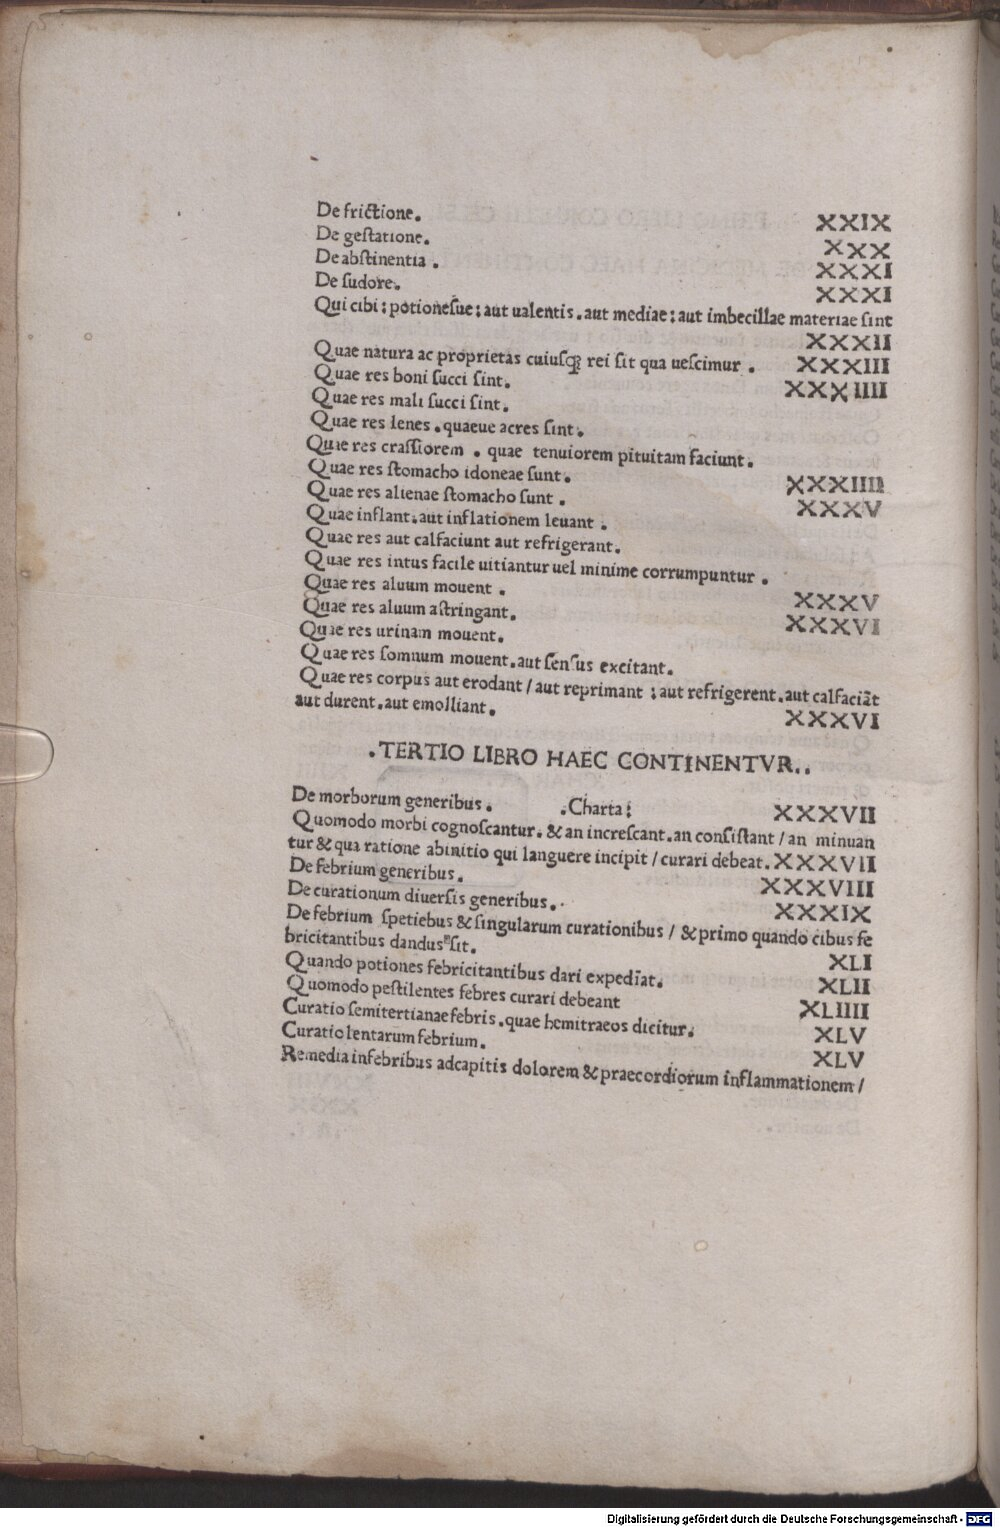 De frictione. XXIX
De gestatione. XXX
De abstinentia. XXXI
De sudore. XXXI
Qui cibi: potionesue: aut ualentis. aut mediae: aut imbecillae materiae sint
XXXII
Quae natura ac proprietas cuiusq; rei sit qua uescimur. XXXIII
Quae res boni succi sint. XXXIIII
Quae res mali succi sint.
Quae res lenes. quaeue acres sint.
Quae res crassiorem. quae tenuiorem pituitam faciunt.
Quae res stomacho idoneae sunt. XXXIIII
Quae res alienae stomacho sunt. XXXV
Quae inflant. aut inflationem leuant.
Quae res aut calfaciunt aut refrigerant.
Quae res intus facile uitiantur uel minime corrumpuntur.
Quae res aluum mouent. XXXV
Quae res aluum astringant. XXXVI
Quae res urinam mouent.
Quae res somnum mouent. aut sensus excitant.
Quae res corpus aut erodant / aut reprimant: aut refrigerent. aut calfaciāt
aut durent. aut emolliant. XXXVI
.TERTIO LIBRO HAEC CONTINENTVR..
De morborum generibus. .Charta: XXXVII
Quomodo morbi cognoscantur. & an increscant. an consistant / an minuan
tur & qua ratione abinitio qui languere incipit / curari debeat. XXXVII
De febrium generibus. XXXVIII
De curationum diuersis generibus. XXXIX
De febrium spetiebus & singularum curationibus / & primo quando cibus fe
bricitantibus dandus sit. XLI
Quando potiones febricitantibus dari expediat. XLII
Quomodo pestilentes febres curari debeant XLIIII
Curatio semitertianae febris. quae hemitraeos dicitur. XLV
Curatio lentarum febrium. XLV
Remedia infebribus adcapitis dolorem & praecordiorum inflammationem /
Digitalisierung gefördert durch die Deutsche Forschungsgemeinschaft - DFG